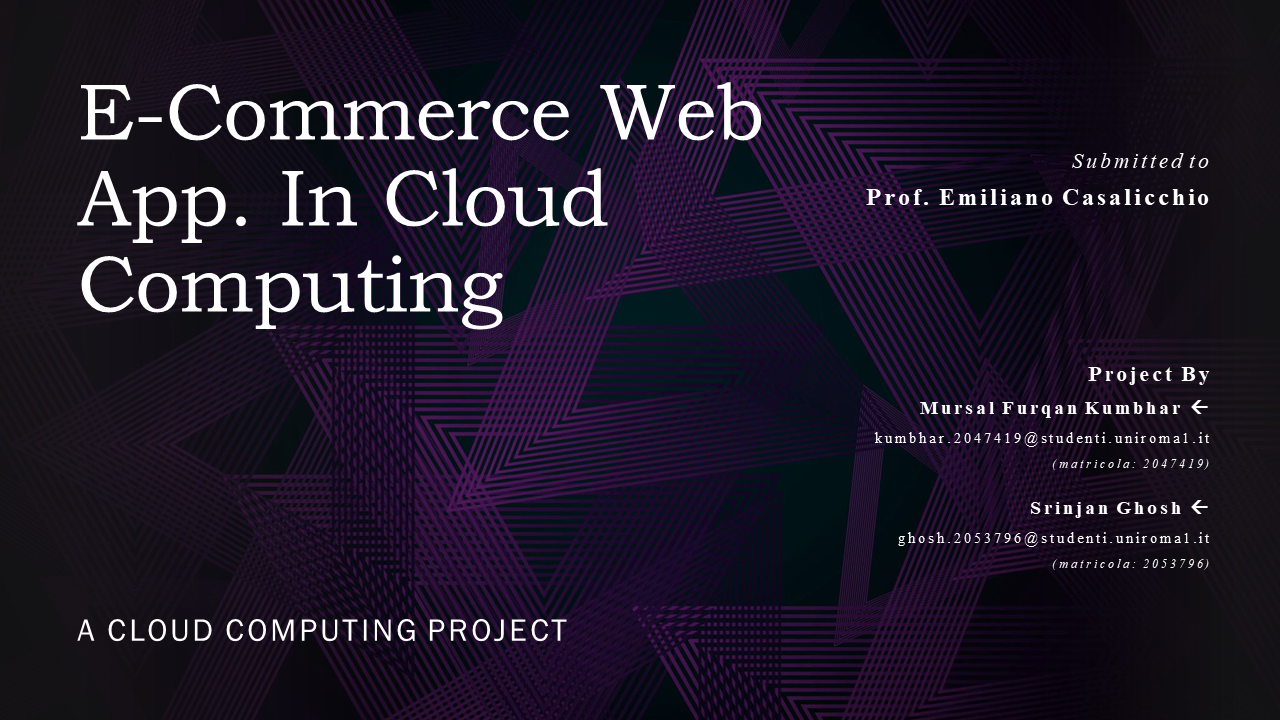 E-Commerce Web
App. In Cloud
Computing
A CLOUD COMPUTING PROJECT
Submitted to
Prof. Emiliano Casalicchio
Project By
Mursal Furqan Kumbhar ←
kumbhar.2047419@studenti.uniroma1.it
(matricola: 2047419)
Srinjan Ghosh ←
ghosh.2053796@studenti.uniroma1.it
(matricola: 2053796)